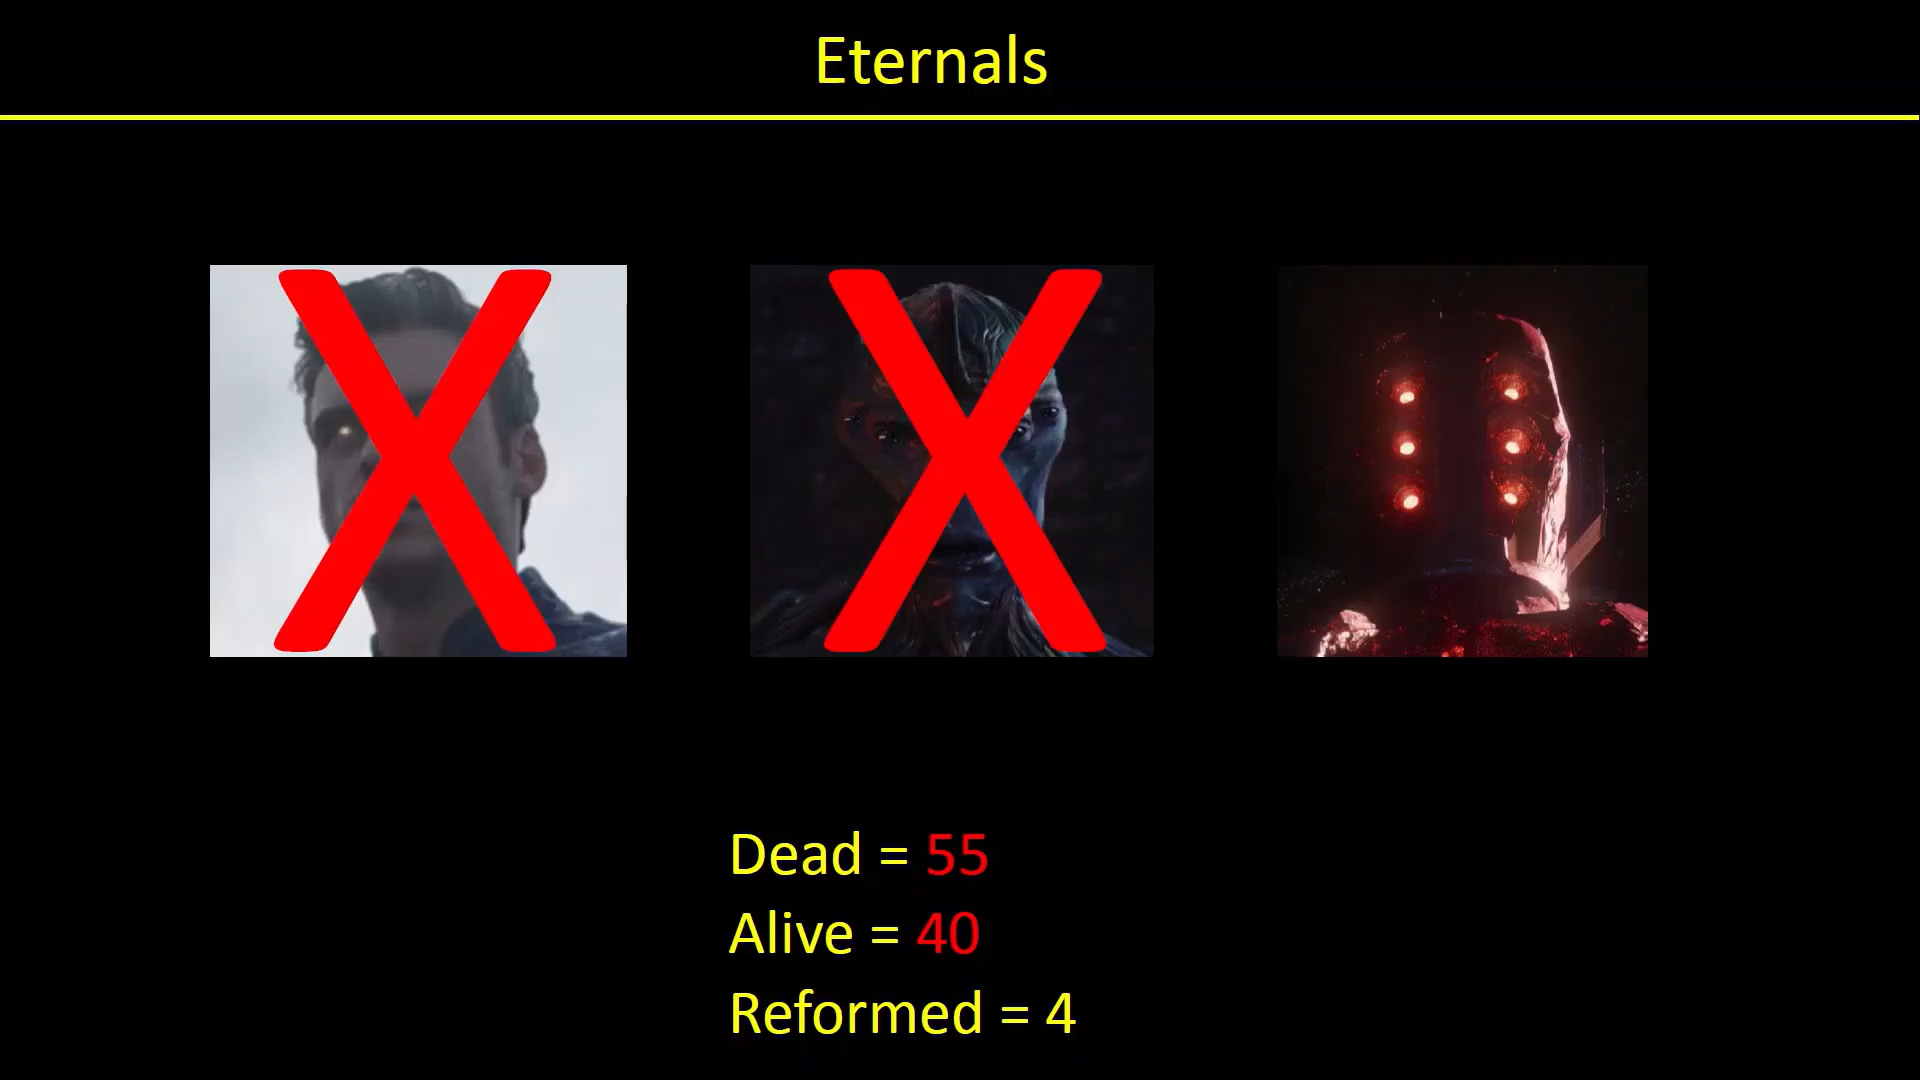 Eternals
Dead = 55
Alive = 40
Reformed = 4